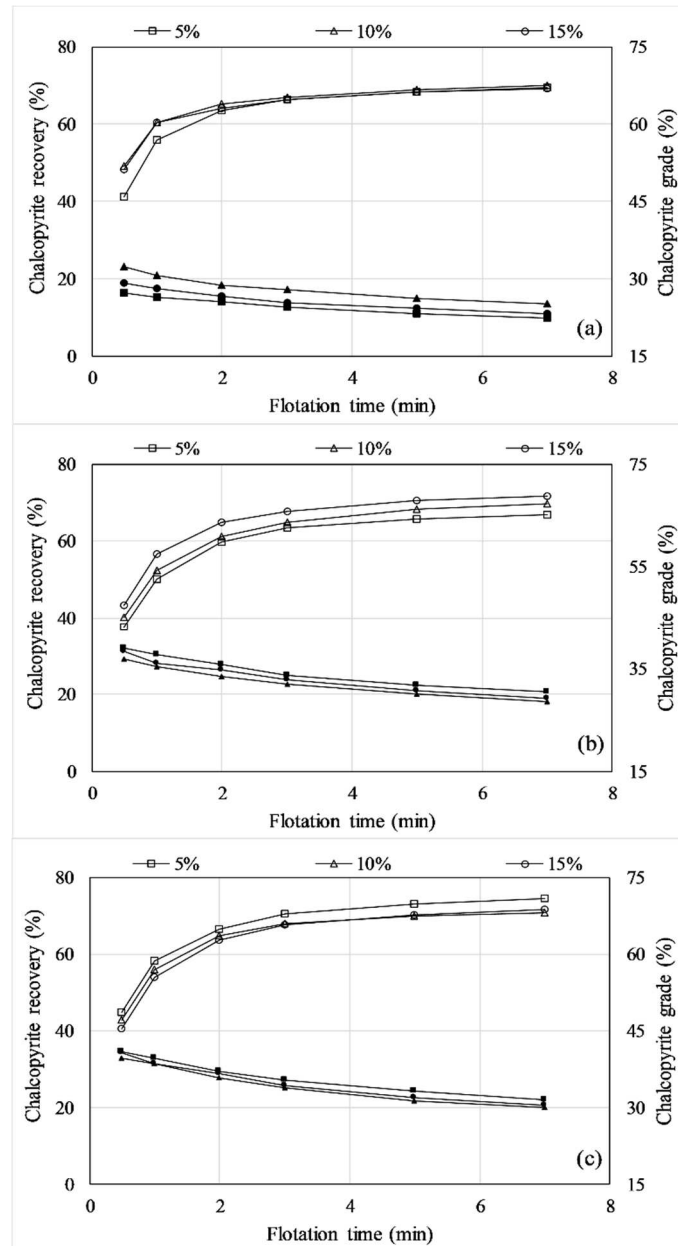 5% 10% 15%
80 75
60 60
40 45
20 30
0 15
Chalcopyrite recovery (%)
Chalcopyrite grade (%)
(a)
0 2 4 6 8
Flotation time (min)
5% 10% 15%
80 75
60 55
40
20 35
0 15
Chalcopyrite recovery (%)
Chalcopyrite grade (%)
(b)
0 2 4 6 8
Flotation time (min)
5% 10% 15%
80 75
60 60
40 45
20 30
0 15
Chalcopyrite recovery (%)
Chalcopyrite grade (%)
(c)
0 2 4 6 8
Flotation time (min)